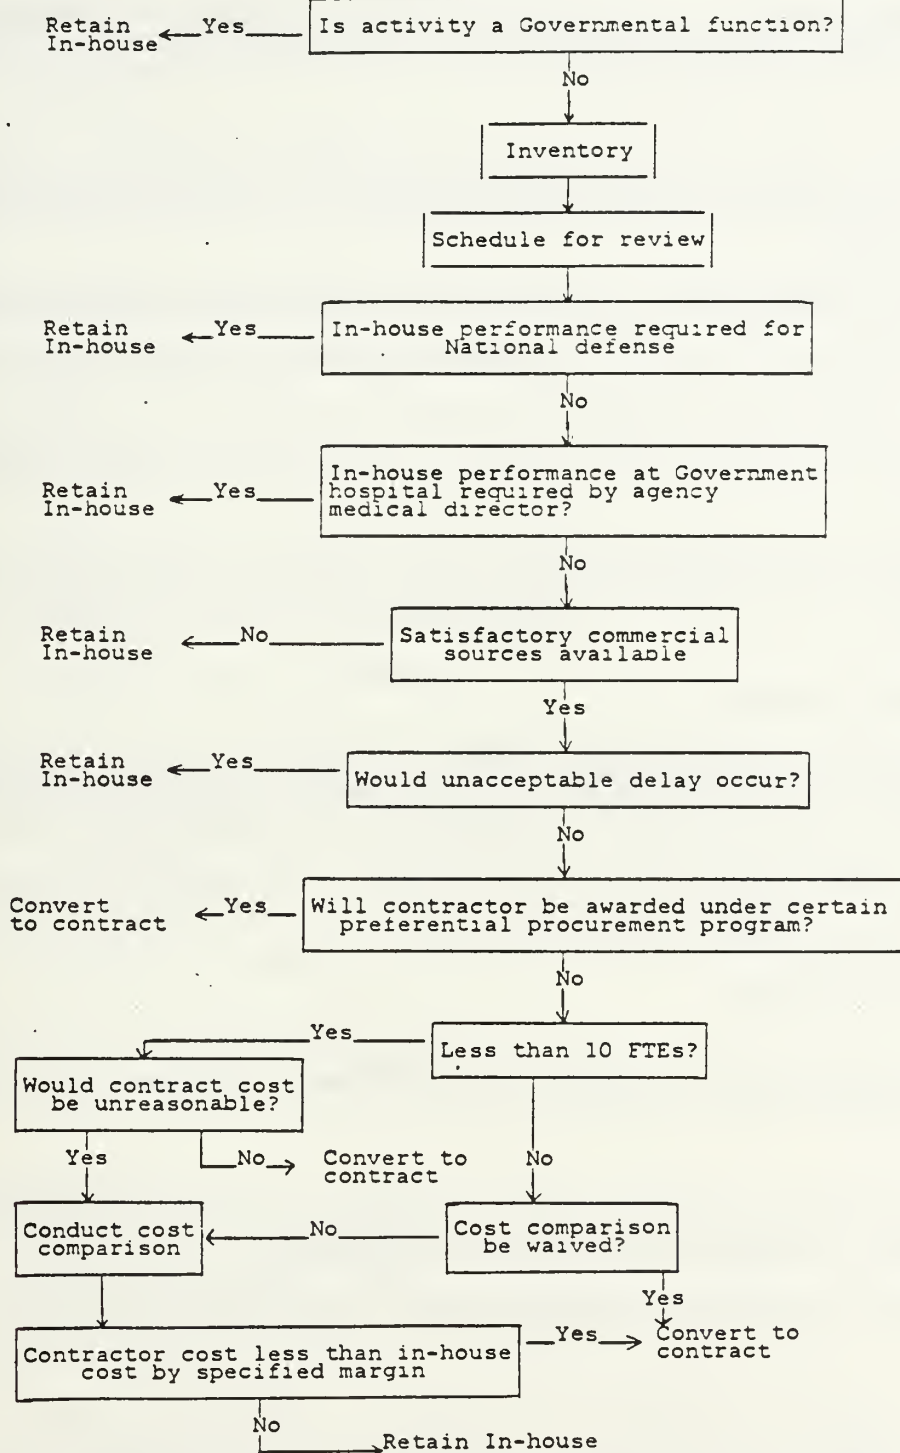 Retain
In-house
Yes
Is activity a Governmental function?
No
Inventory
Schedule for review
Retain
In-house
Yes
In-house performance required for
National defense
No
Retain
In-house
Yes
In-house performance at Government
hospital required by agency
medical director?
No
Retain
In-house
No
Satisfactory commercial
sources available
Yes
Retain
In-house
Yes
Would unacceptable delay occur?
No
Convert
to contract
Yes
Will contractor be awarded under certain
preferential procurement program?
No
Yes
Less than 10 FTEs?
Would contract cost
be unreasonable?
Yes
No
Convert to
contract
No
Conduct cost
comparison
No
Cost comparison
be waived?
Yes
Contractor cost less than in-house
cost by specified margin
Yes
Convert to
contract
No
Retain In-house